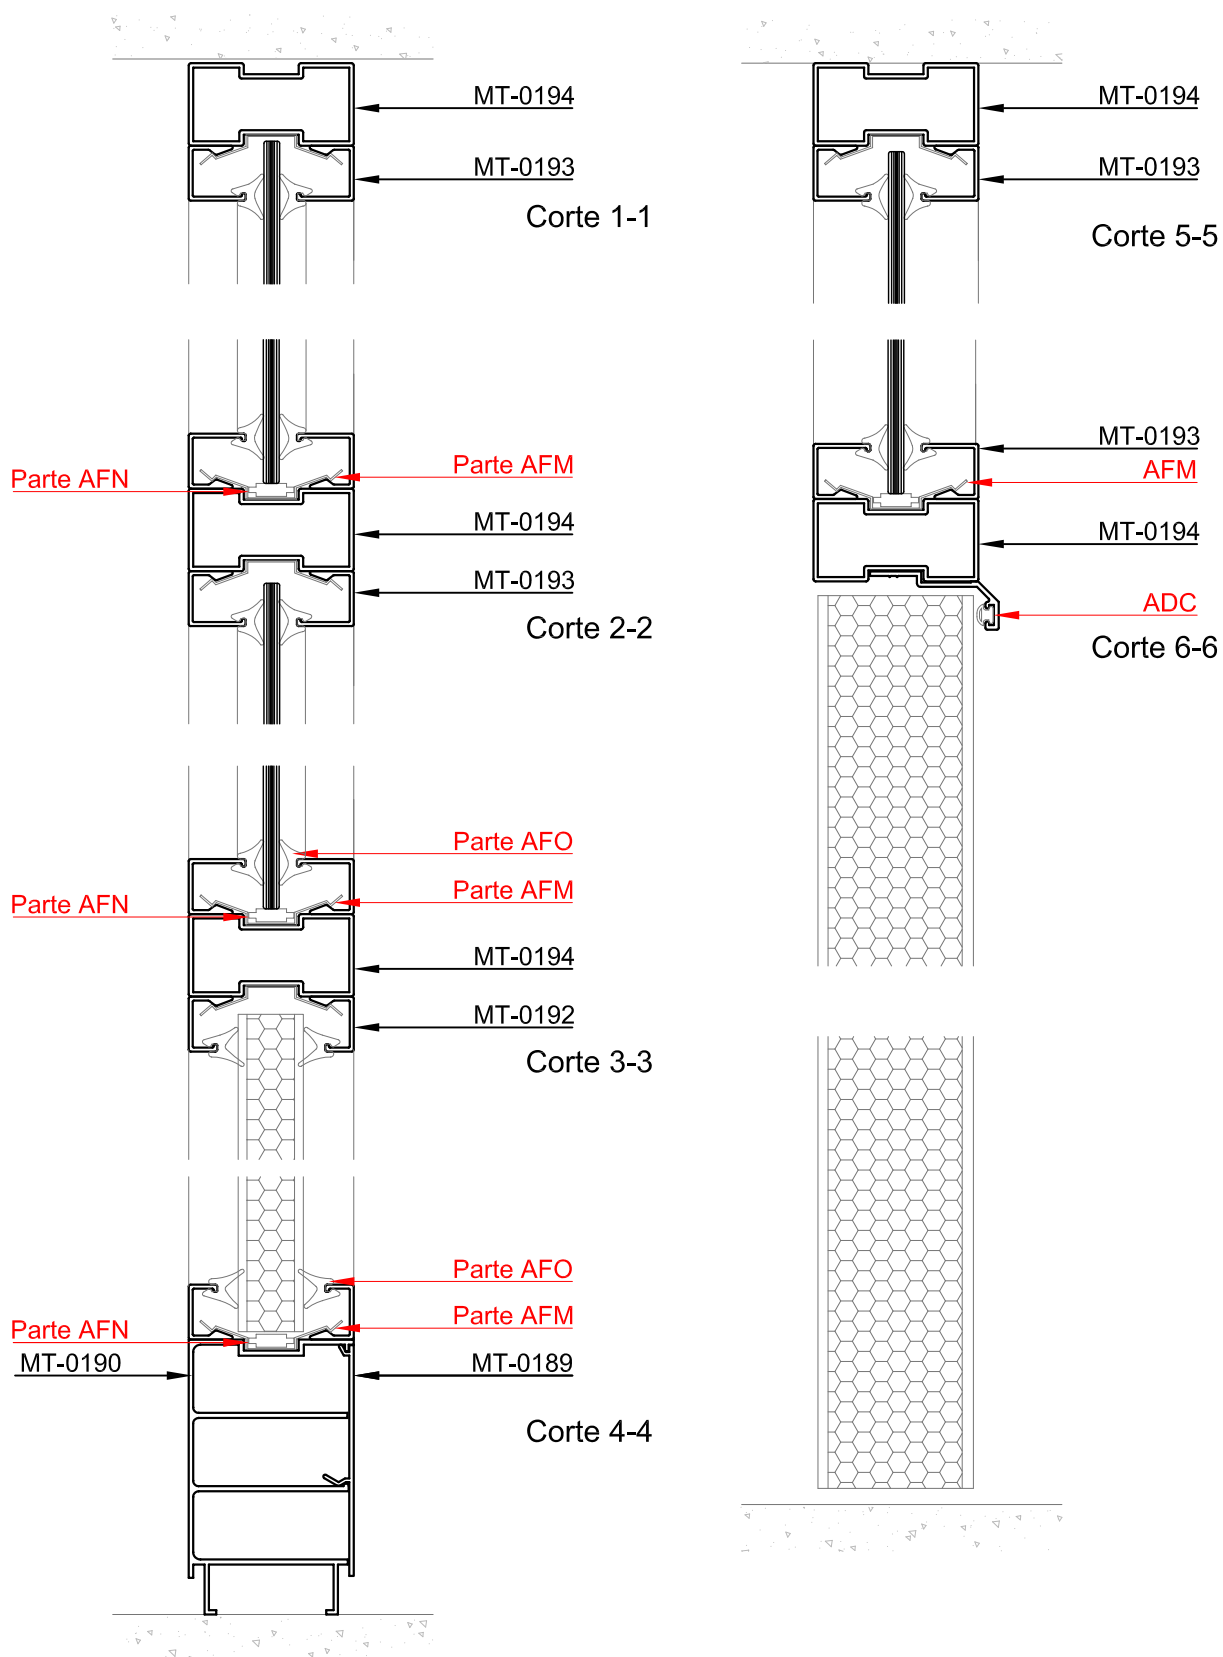 MT-0194
MT-0193
Corte 1-1
Parte AFM
Parte AFN
MT-0194
MT-0193
Corte 2-2
Parte AFO
Parte AFM
Parte AFN
MT-0194
MT-0192
Corte 3-3
Parte AFO
Parte AFM
Parte AFN
MT-0190
MT-0189
Corte 4-4
MT-0194
MT-0193
Corte 5-5
MT-0193
AFM
MT-0194
ADC
Corte 6-6